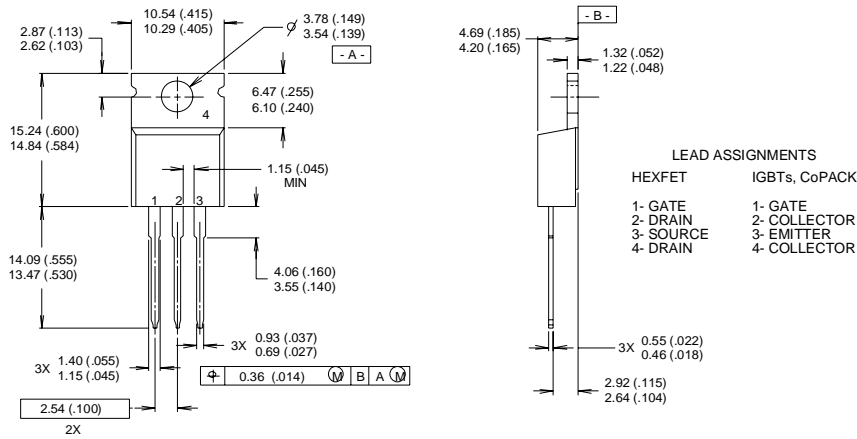 10.54 (.415)
10.29 (.405)
3.78 (.149)
3.54 (.139)
- A -
2.87 (.113)
2.62 (.103)
6.47 (.255)
6.10 (.240)
4
15.24 (.600)
14.84 (.584)
1.15 (.045)
MIN
1 2 3
14.09 (.555)
13.47 (.530)
4.06 (.160)
3.55 (.140)
3X 0.93 (.037)
0.69 (.027)
3X 1.40 (.055)
1.15 (.045)
⌖ 0.36 (.014) Ⓜ B A Ⓜ
2.54 (.100)
2X
- B -
4.69 (.185)
4.20 (.165)
1.32 (.052)
1.22 (.048)
3X 0.55 (.022)
0.46 (.018)
2.92 (.115)
2.64 (.104)
LEAD ASSIGNMENTS
HEXFET
1- GATE
2- DRAIN
3- SOURCE
4- DRAIN
IGBTs, CoPACK
1- GATE
2- COLLECTOR
3- EMITTER
4- COLLECTOR